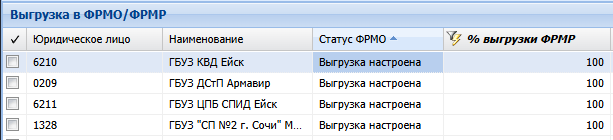 Выгрузка в ФРМО/ФРМР
Юридическое лицо Наименование Статус ФРМО % выгрузки ФРМР
6210 ГБУЗ КВД Ейск Выгрузка настроена 100
0209 ГБУЗ ДСтП Армавир Выгрузка настроена 100
6211 ГБУЗ ЦПБ СПИД Ейск Выгрузка настроена 100
1328 ГБУЗ "СП №2 г. Сочи" М... Выгрузка настроена 100